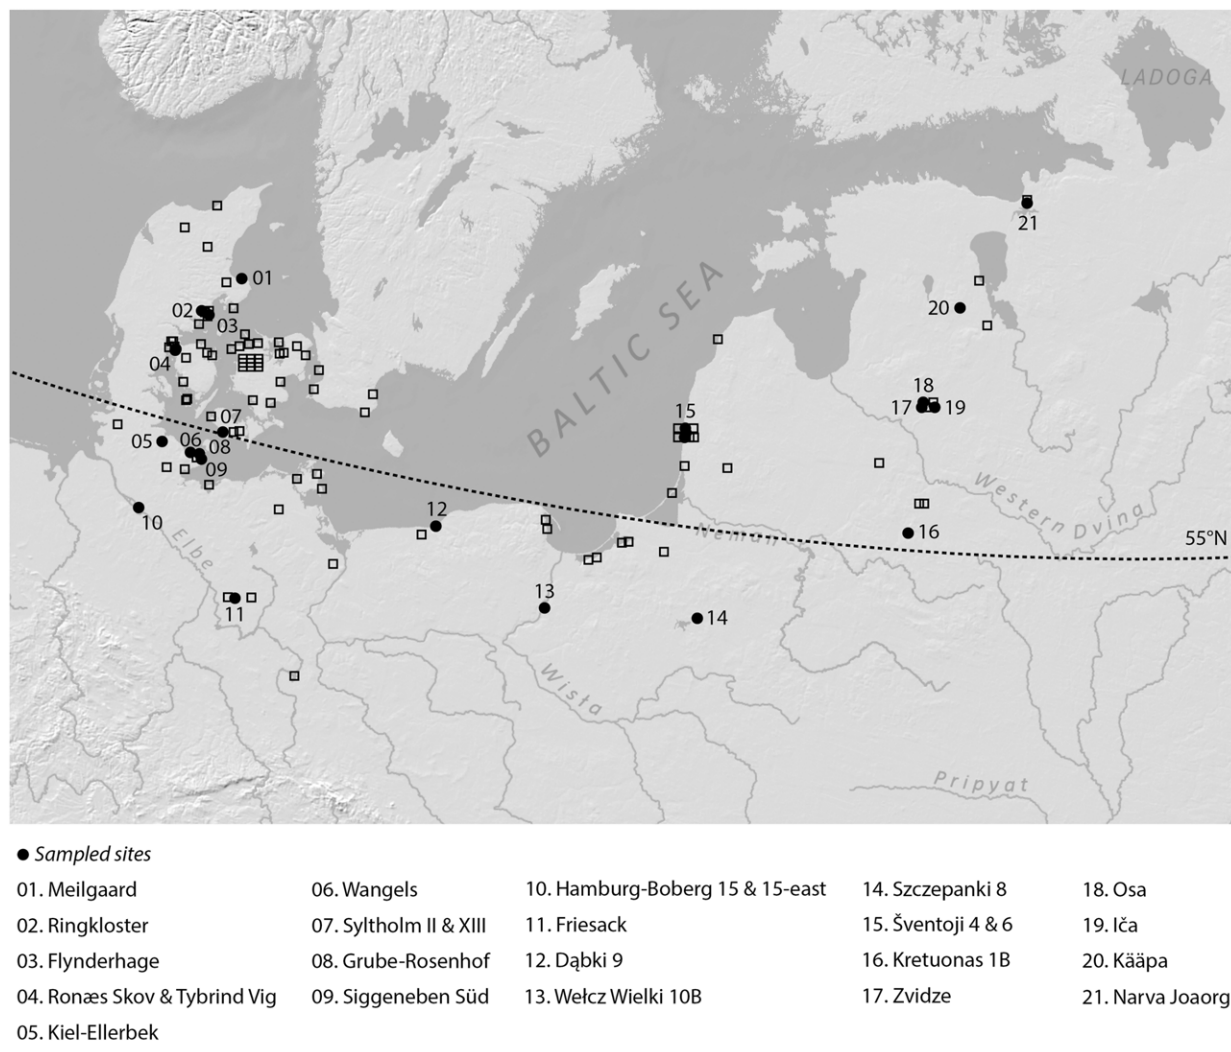 LADOGA
21
01
02
03
20
04
BALTIC SEA
18
15
17
19
07
05
06
08
09
Western Dvina
12
10
16
Neman
55°N
Elbe
13
11
14
Wista
Pripyat
Sampled sites
01. Meilgaard
02. Ringkloster
03. Flynderhage
04. Ronæs Skov & Tybrind Vig
05. Kiel-Ellerbek
06. Wangels
07. Syltholm II & XIII
08. Grube-Rosenhof
09. Siggeneben Süd
10. Hamburg-Boberg 15 & 15-east
11. Friesack
12. Dąbki 9
13. Wełcz Wielki 10B
14. Szczepanki 8
15. Šventoji 4 & 6
16. Kretuonas 1B
17. Zvidze
18. Osa
19. Iča
20. Kääpa
21. Narva Joaorg